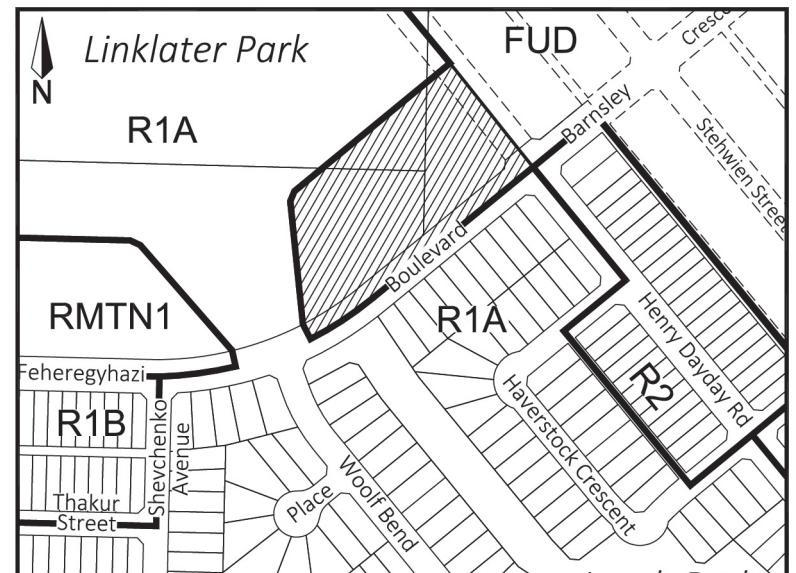 Linklater Park
FUD
Cresc
N
R1A
Barnsley
Stehwien Street
Boulevard
RMTN1
R1A
Henry Dayday Rd
Feheregyhazi
R2
R1B
Shevchenko
Avenue
Haverstock Crescent
Woolf Bend
Place
Thakur
Street